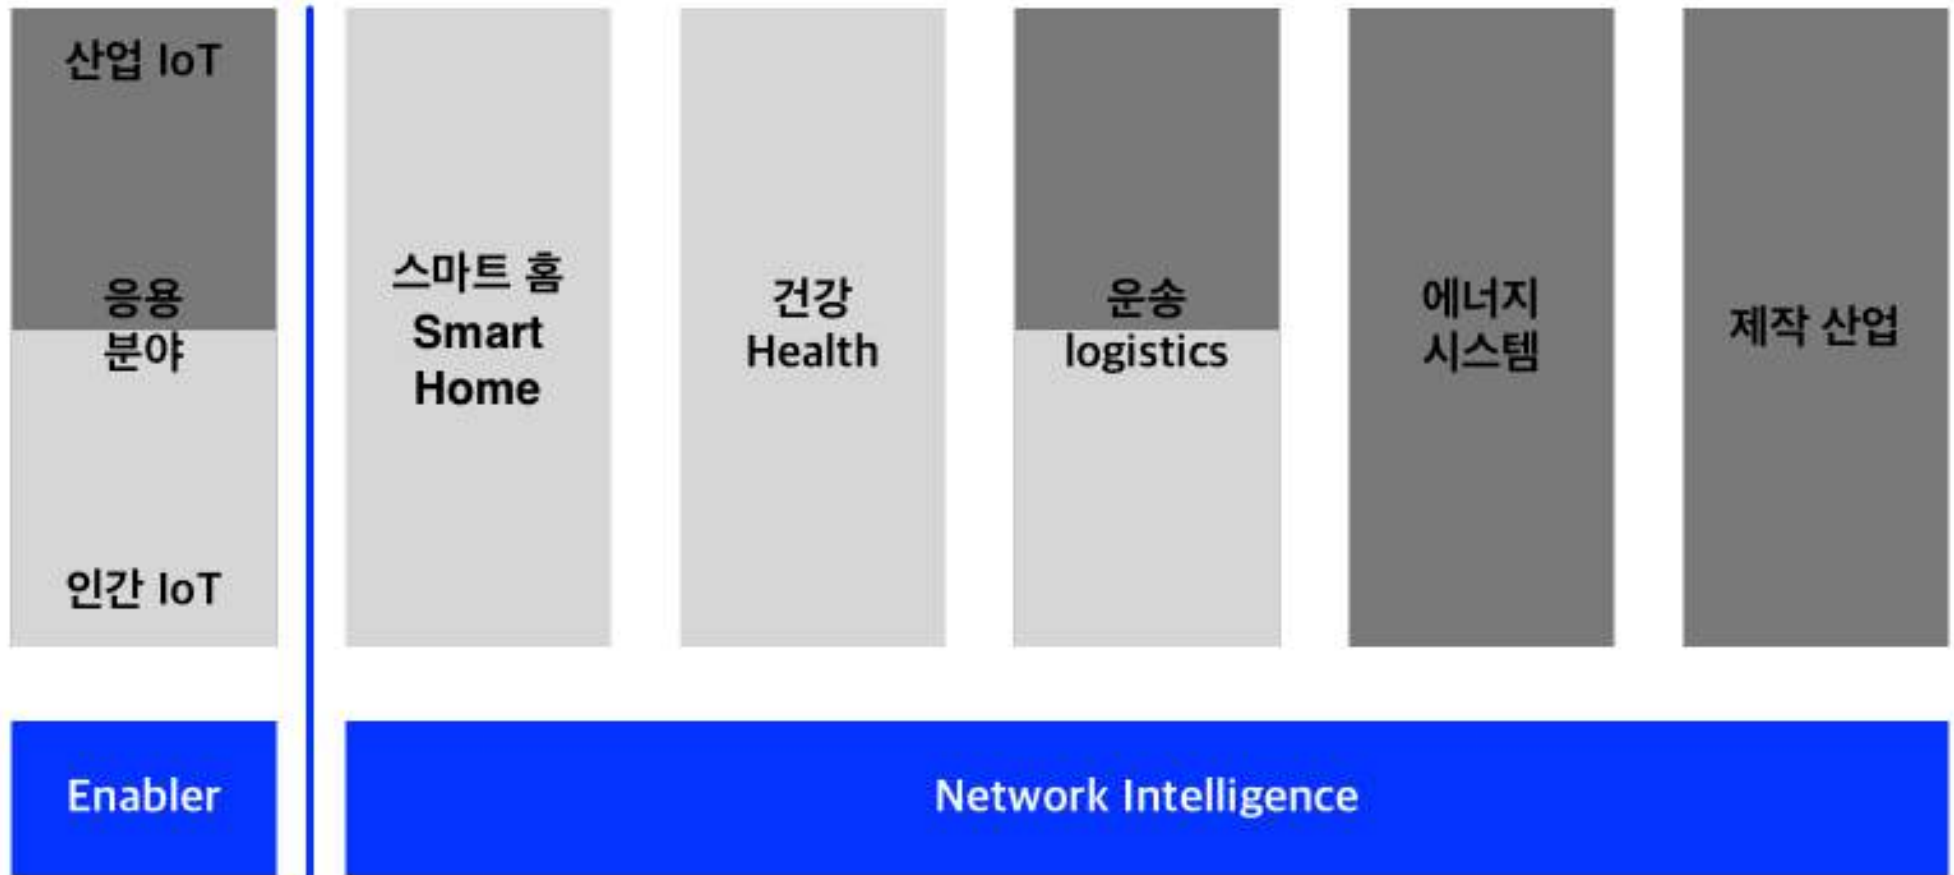 산업 IoT
응용
분야
인간 IoT
스마트 홈
Smart
Home
건강
Health
운송
logistics
에너지
시스템
제작 산업
Enabler
Network Intelligence